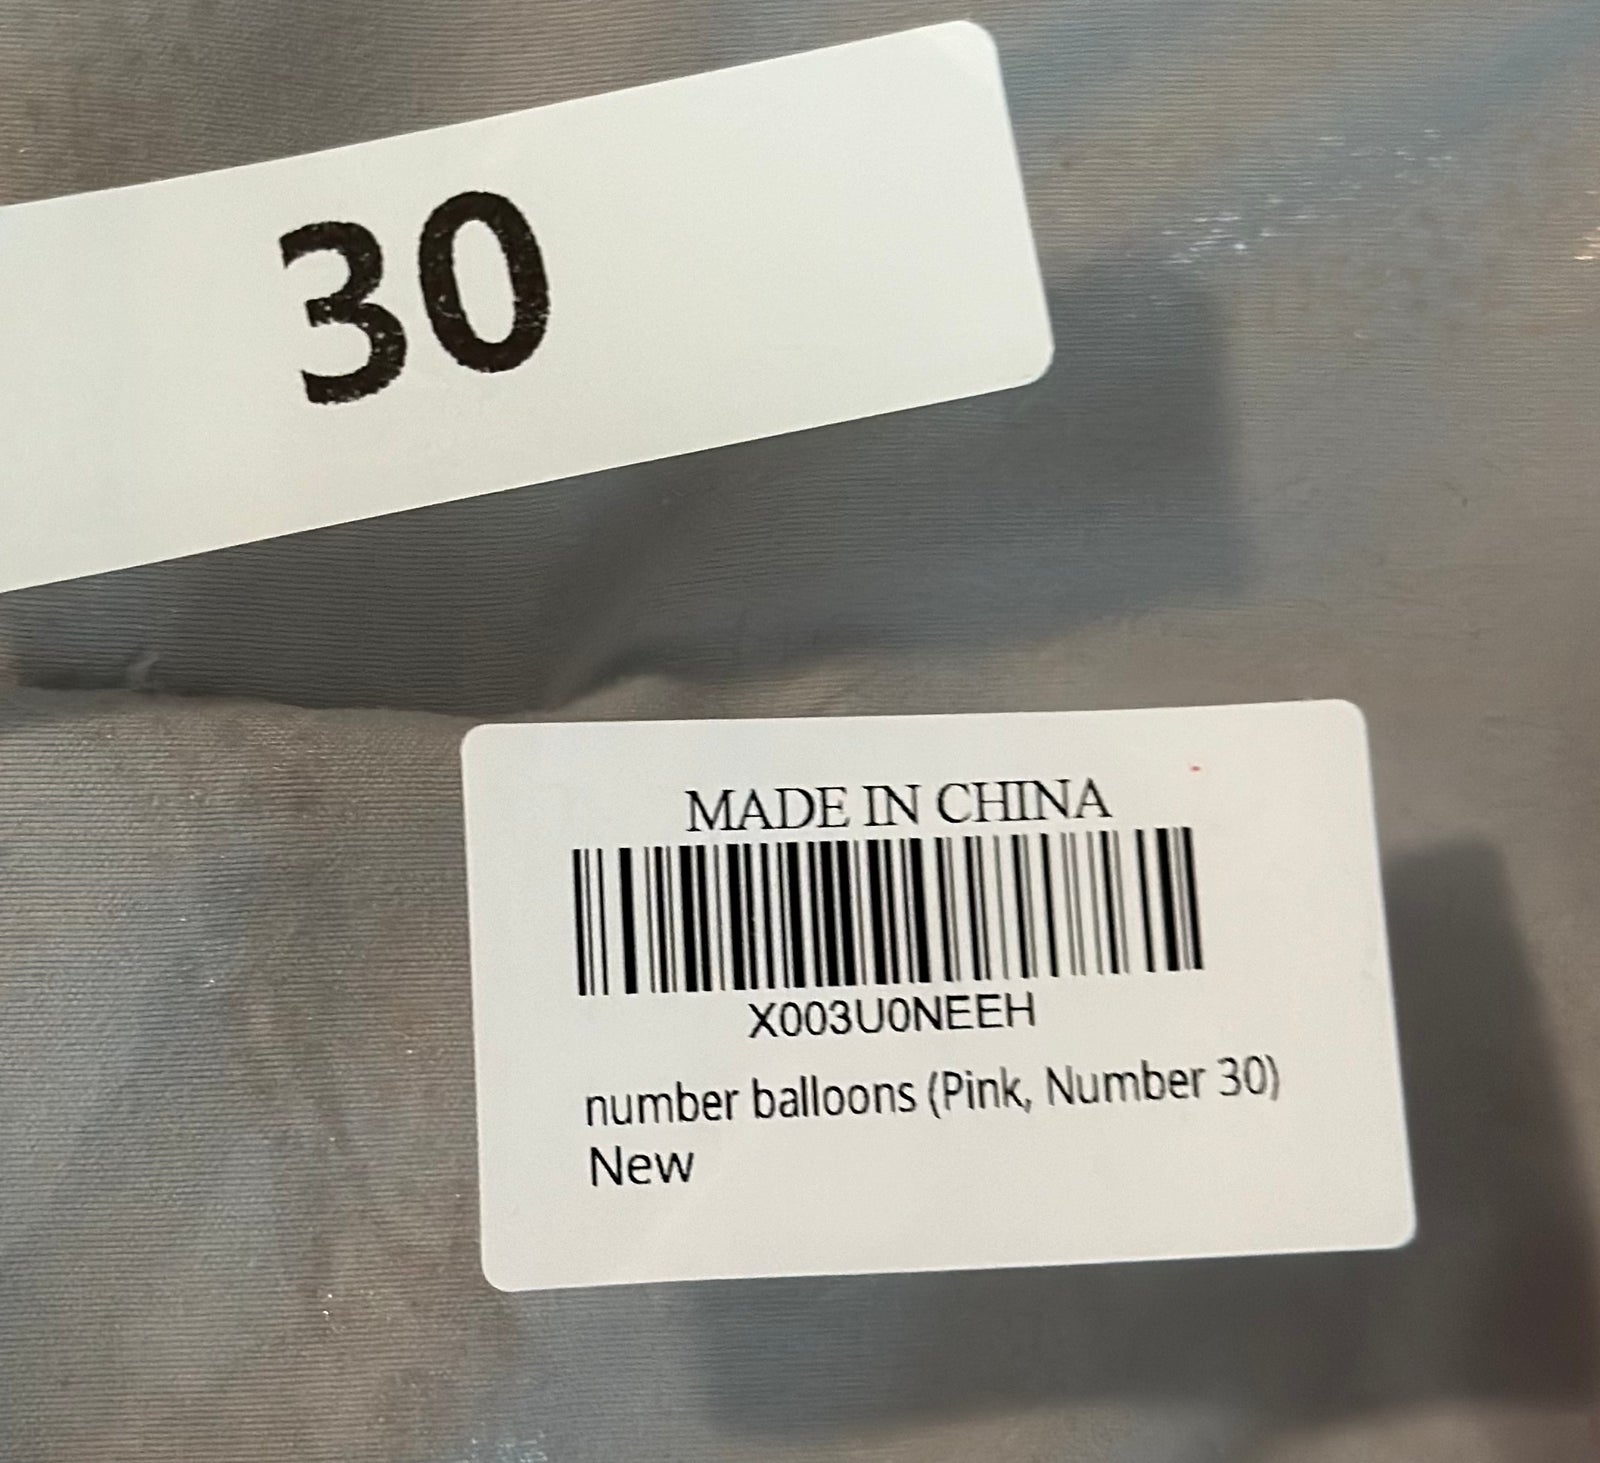 30
MADE IN CHINA
X003U0NEEH
number balloons (Pink, Number 30)
New